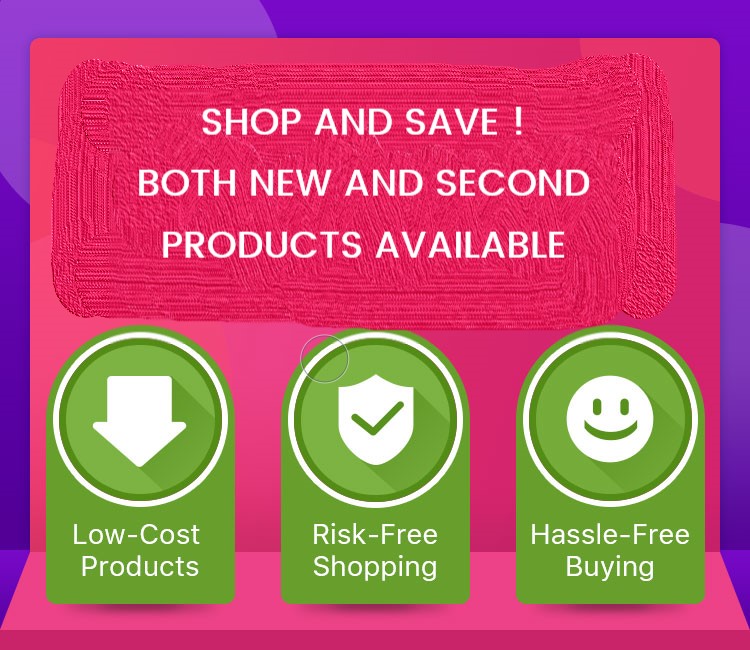 SHOP AND SAVE !
BOTH NEW AND SECOND
PRODUCTS AVAILABLE
Low-Cost
Products
Risk-Free
Shopping
Hassle-Free
Buying